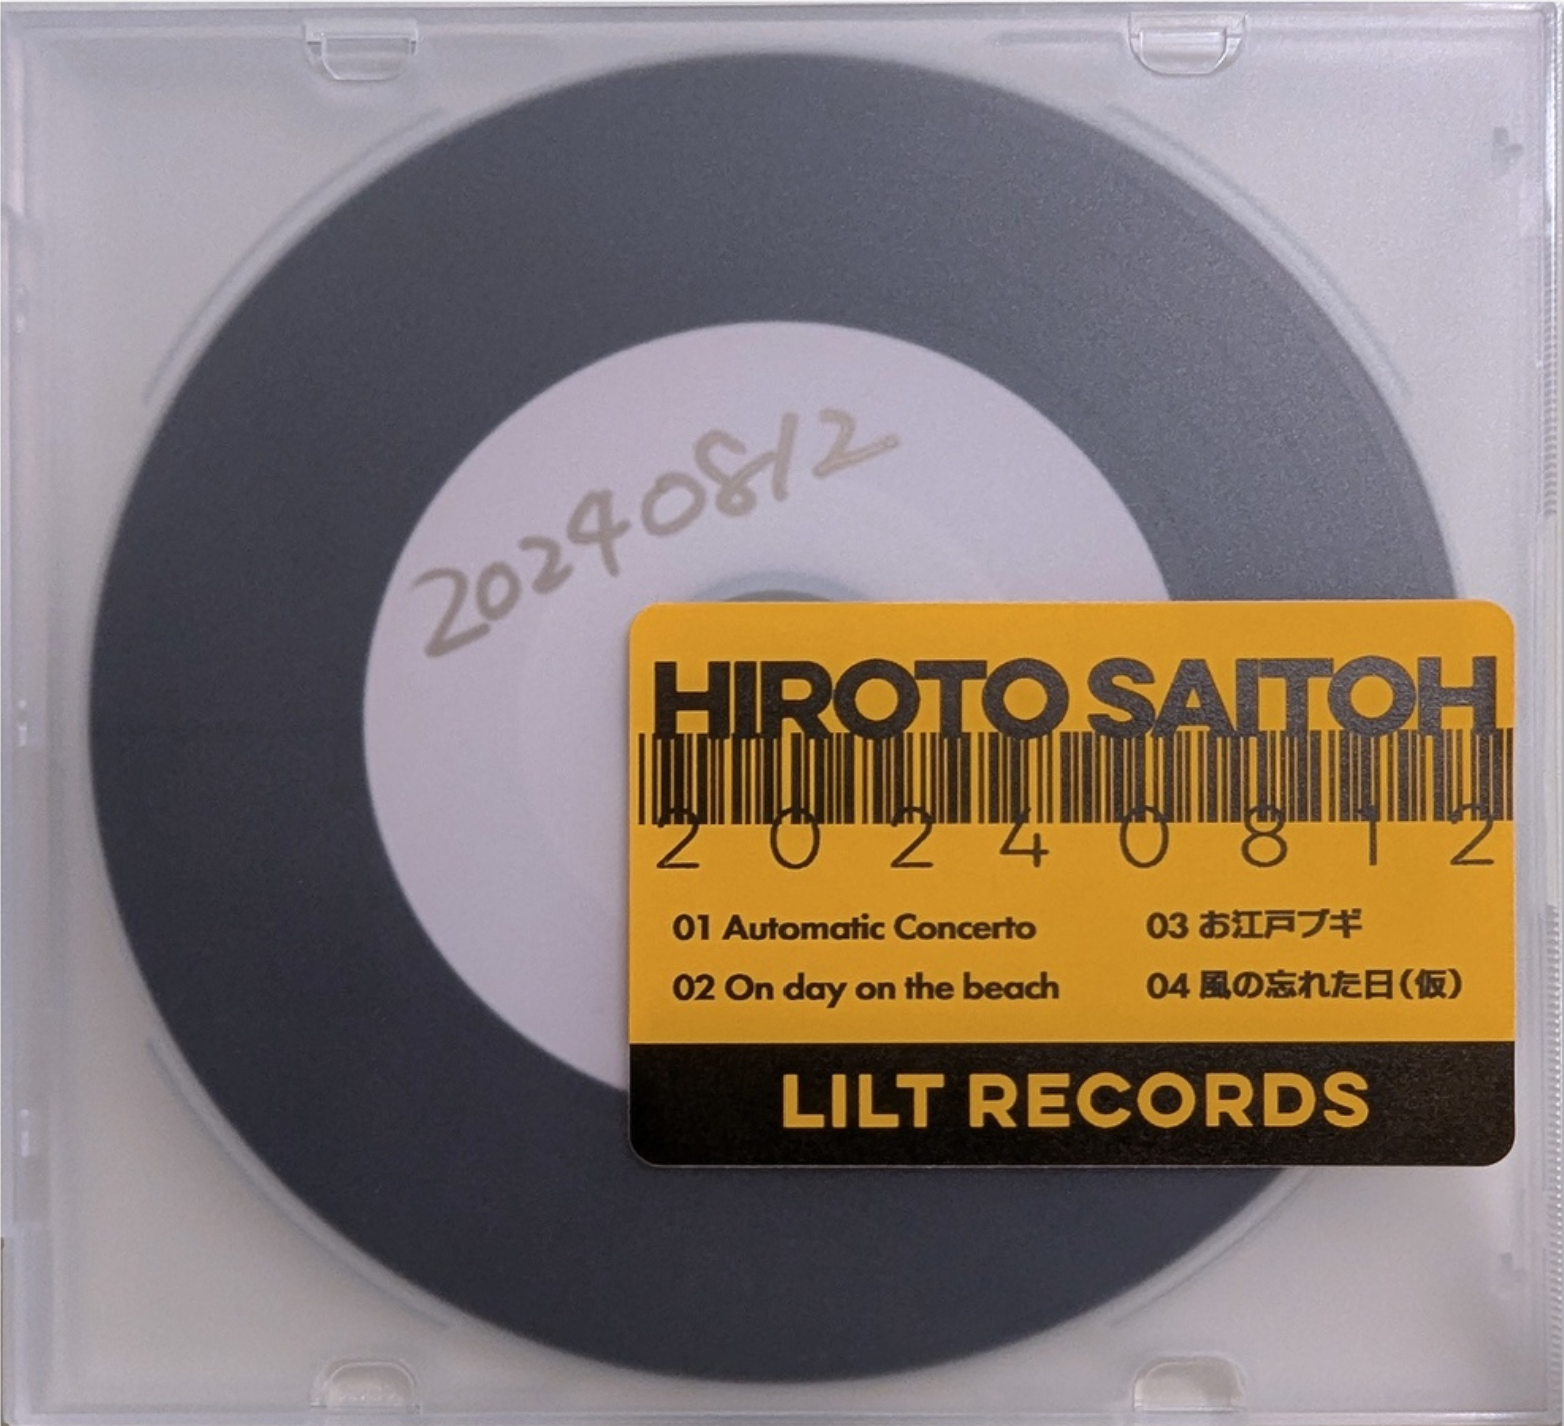 20240812
HIROTO SAITOH
20240812
01 Automatic Concerto
02 On day on the beach
03 お江戸ブギ
04 風の忘れた日(仮)
LILT RECORDS